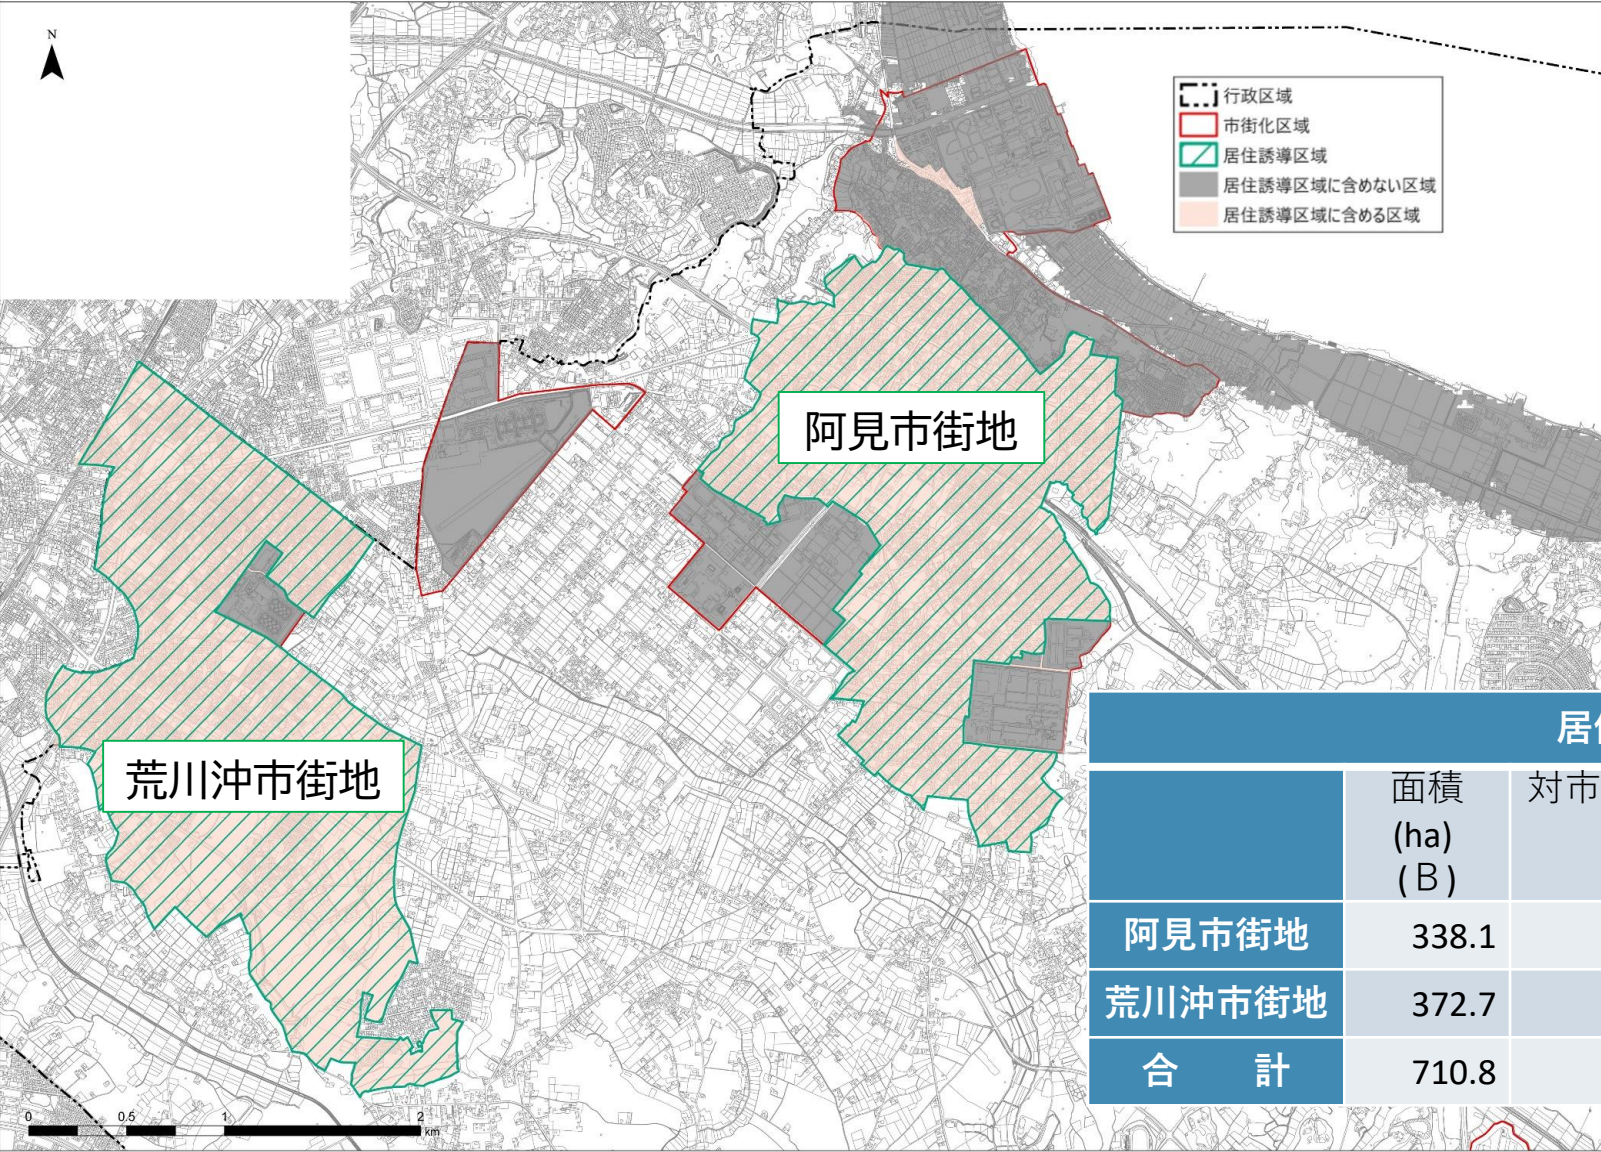 N
行政区域
市街化区域
居住誘導区域
居住誘導区域に含めない区域
居住誘導区域に含める区域
阿見市街地
荒川沖市街地
居
面積 対市
(ha)
(B)
阿見市街地 338.1
荒川沖市街地 372.7
合 計 710.8
0 0.5 1 2
km